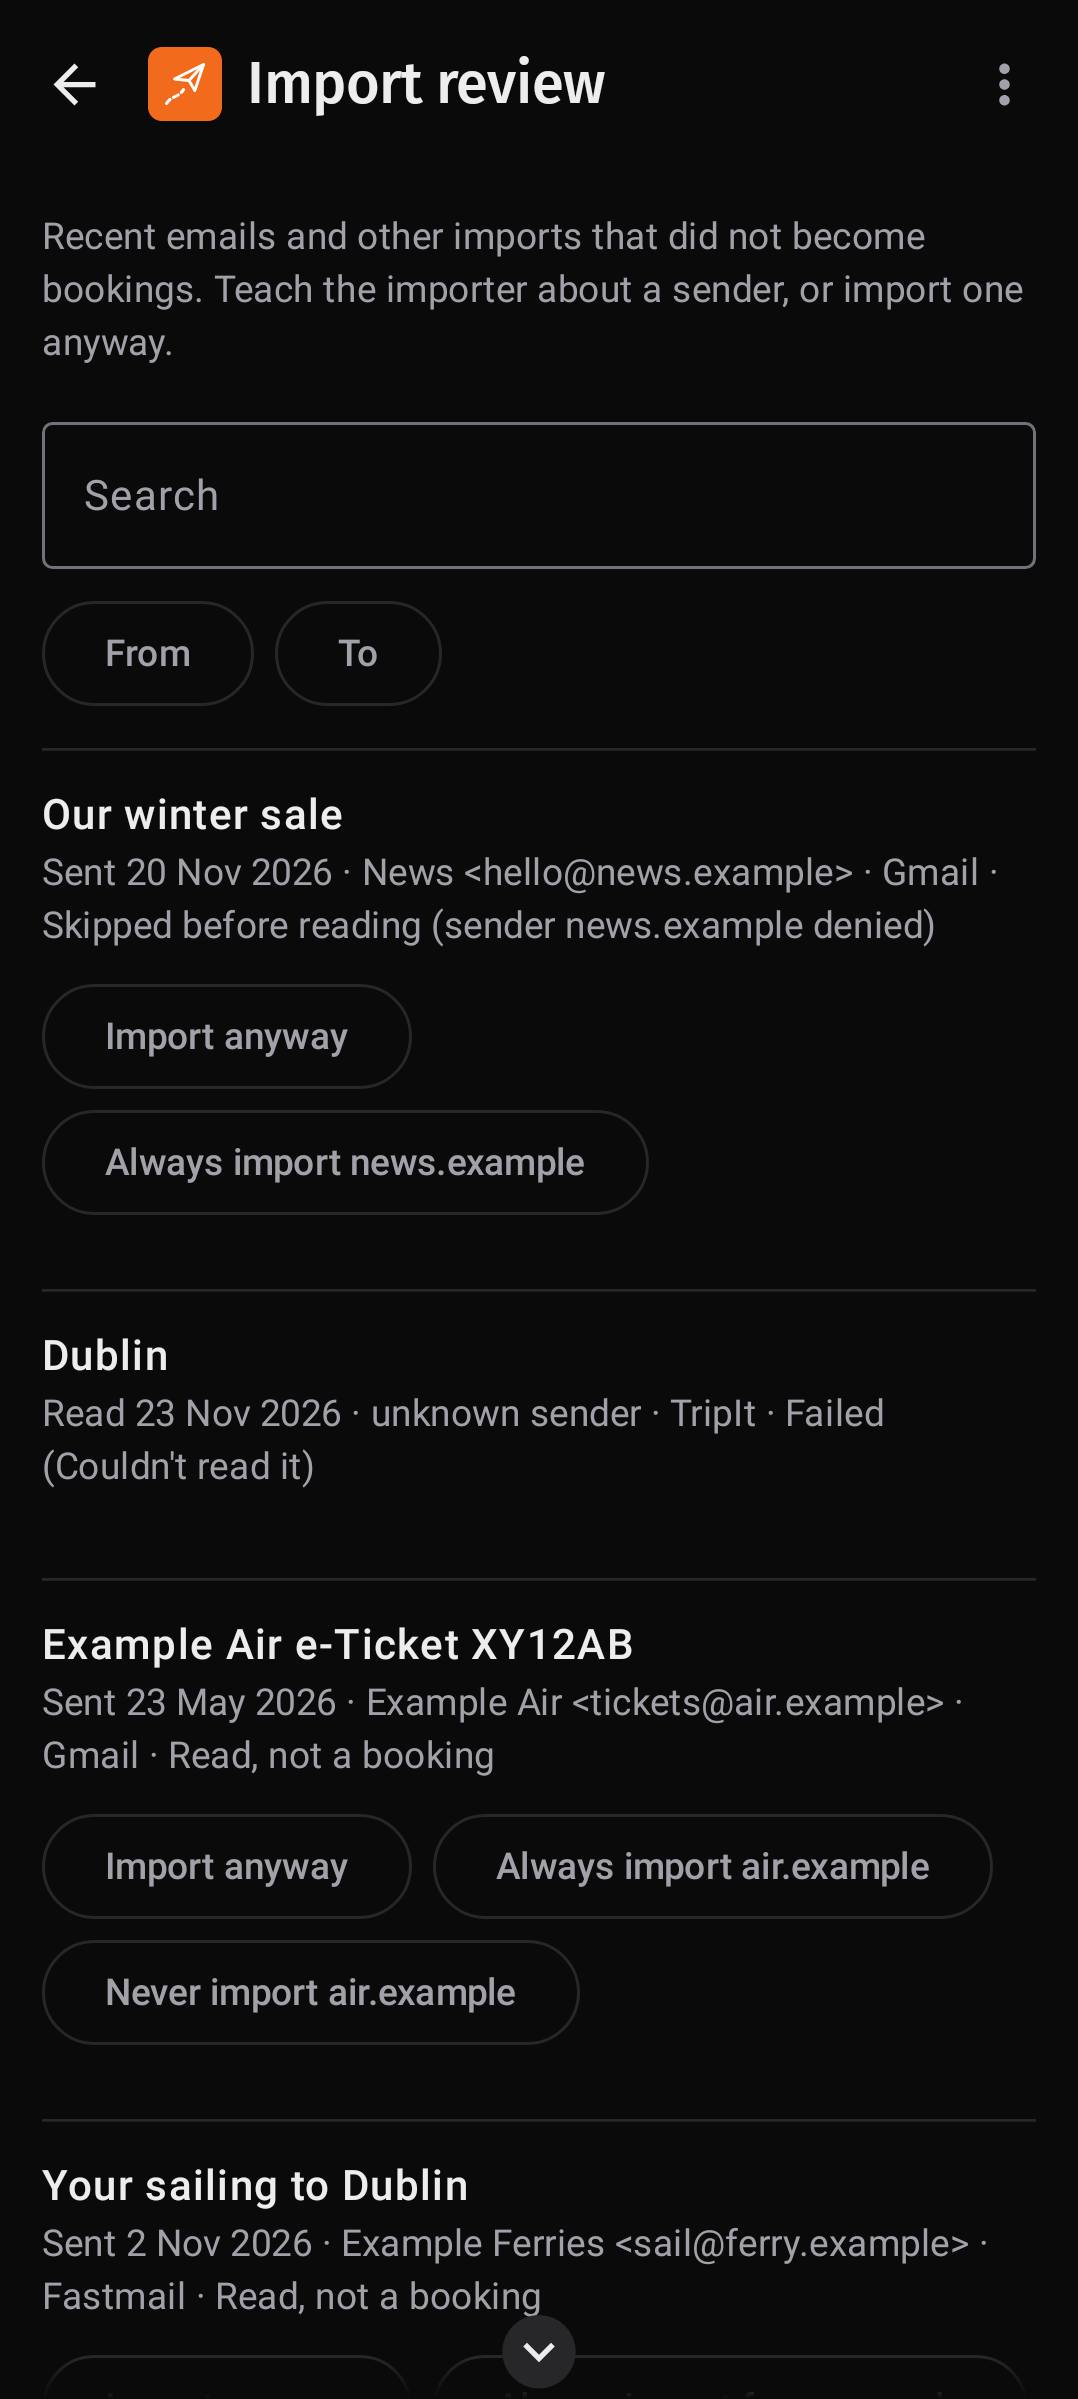 Import review
Recent emails and other imports that did not become
bookings. Teach the importer about a sender, or import one
anyway.
Search
From
To
Our winter sale
Sent 20 Nov 2026 · News <hello@news.example> · Gmail ·
Skipped before reading (sender news.example denied)
Import anyway
Always import news.example
Dublin
Read 23 Nov 2026 · unknown sender · TripIt · Failed
(Couldn't read it)
Example Air e-Ticket XY12AB
Sent 23 May 2026 · Example Air <tickets@air.example> ·
Gmail · Read, not a booking
Import anyway
Always import air.example
Never import air.example
Your sailing to Dublin
Sent 2 Nov 2026 · Example Ferries <sail@ferry.example> ·
Fastmail · Read, not a booking